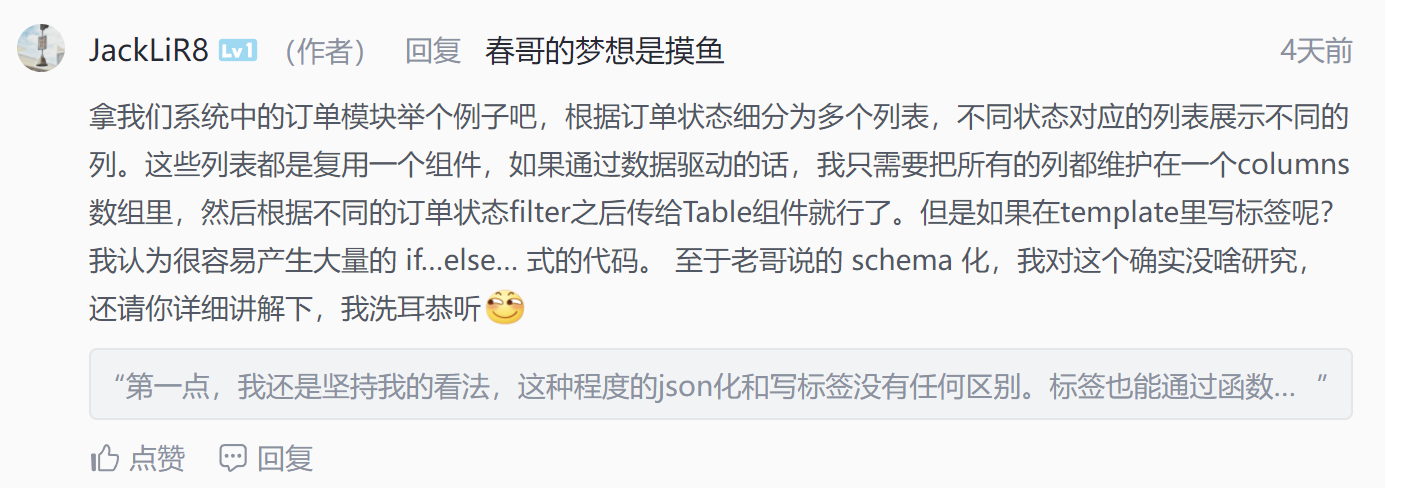 JackLiR8 Lv1 （作者） 回复 春哥的梦想是摸鱼 4天前
拿我们系统中的订单模块举个例子吧，根据订单状态细分为多个列表，不同状态对应的列表展示不同的
列。这些列表都是复用一个组件，如果通过数据驱动的话，我只需要把所有的列都维护在一个columns
数组里，然后根据不同的订单状态filter之后传给Table组件就行了。但是如果在template里写标签呢？
我认为很容易产生大量的 if...else... 式的代码。 至于老哥说的 schema 化，我对这个确实没啥研究，
还请你详细讲解下，我洗耳恭听
“第一点，我还是坚持我的看法，这种程度的json化和写标签没有任何区别。标签也能通过函数... ”
点赞 回复